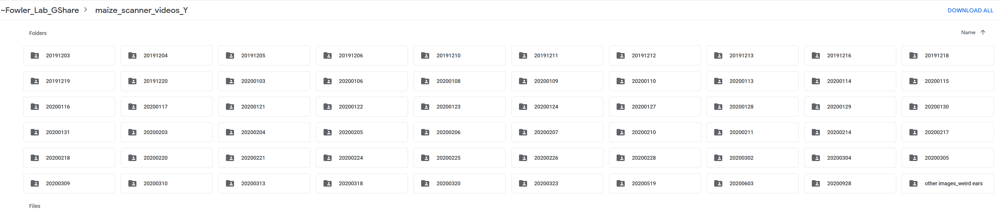 ~Fowler_Lab_GShare > maize_scanner_videos_Y DOWNLOAD ALL
Folders Name ↑
20191203 20191204 20191205 20191206 20191210 20191211 20191212 20191213 20191216 20191218
20191219 20191220 20200103 20200106 20200108 20200109 20200110 20200113 20200114 20200115
20200116 20200117 20200121 20200122 20200123 20200124 20200127 20200128 20200129 20200130
20200131 20200203 20200204 20200205 20200206 20200207 20200210 20200211 20200214 20200217
20200218 20200220 20200221 20200224 20200225 20200226 20200228 20200302 20200304 20200305
20200309 20200310 20200313 20200318 20200320 20200323 20200519 20200603 20200928 other images_weird ears
Files